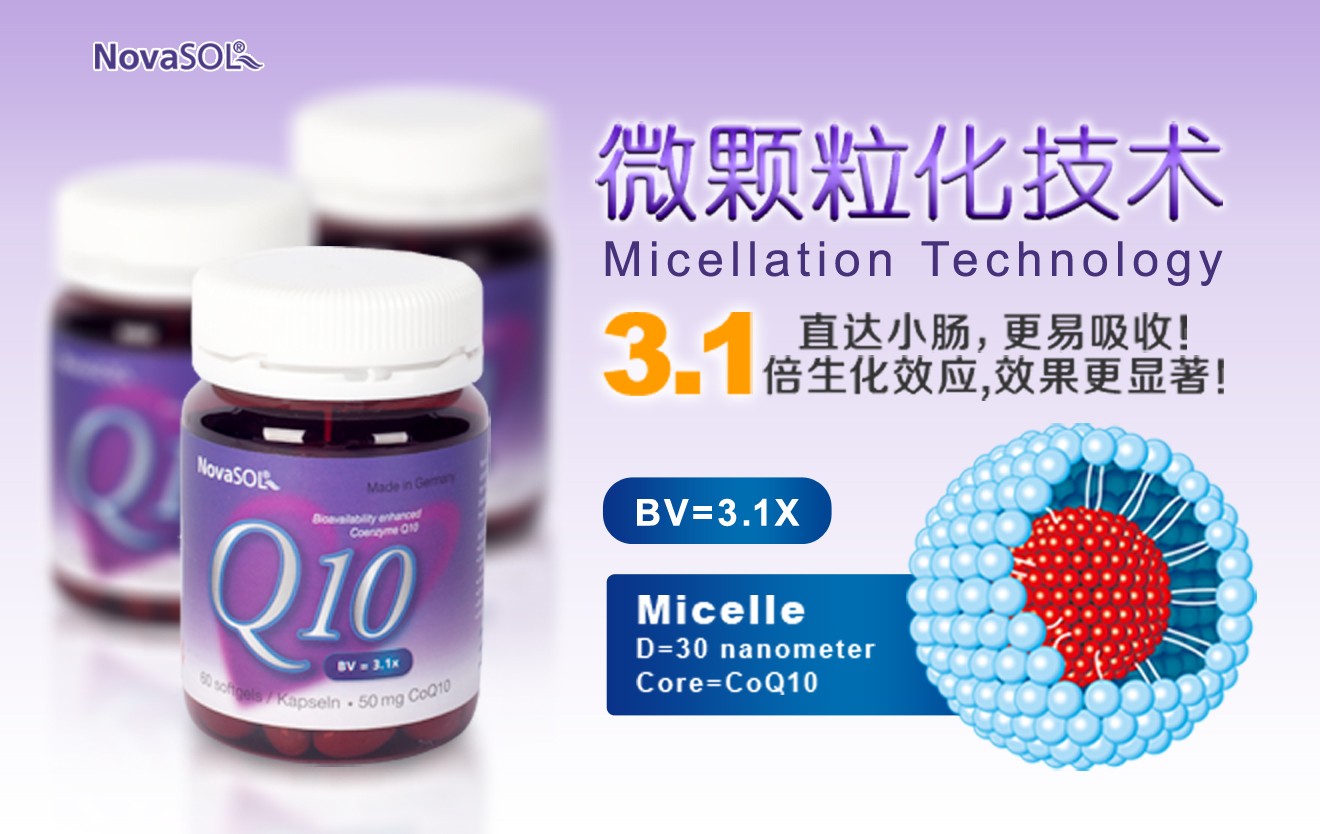 NovaSOL®
微颗粒化技术
Micellation Technology
3.1
直达小肠，更易吸收！
倍生化效应,效果更显著！
BV=3.1X
Micelle
D=30 nanometer
Core=CoQ10
NovaSOL®
Made in Germany
Bioavailability enhanced
Coenzyme Q10
Q10
BV = 3.1x
60 softgels / Kapseln • 50 mg CoQ10